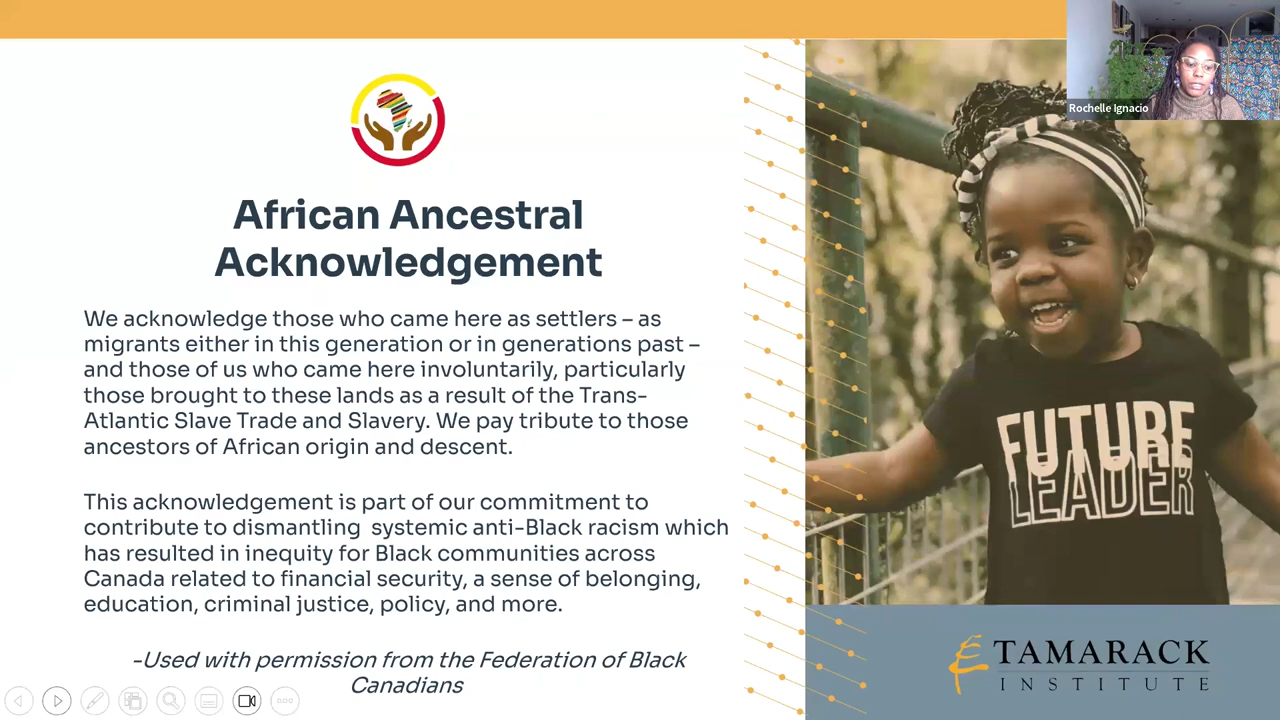 African Ancestral
Acknowledgement
We acknowledge those who came here as settlers – as
migrants either in this generation or in generations past –
and those of us who came here involuntarily, particularly
those brought to these lands as a result of the Trans-
Atlantic Slave Trade and Slavery. We pay tribute to those
ancestors of African origin and descent.
This acknowledgement is part of our commitment to
contribute to dismantling  systemic anti-Black racism which
has resulted in inequity for Black communities across
Canada related to financial security, a sense of belonging,
education, criminal justice, policy, and more.
-Used with permission from the Federation of Black
Canadians
Rochelle Ignacio
FUTURE
LEADER
TAMARACK
INSTITUTE